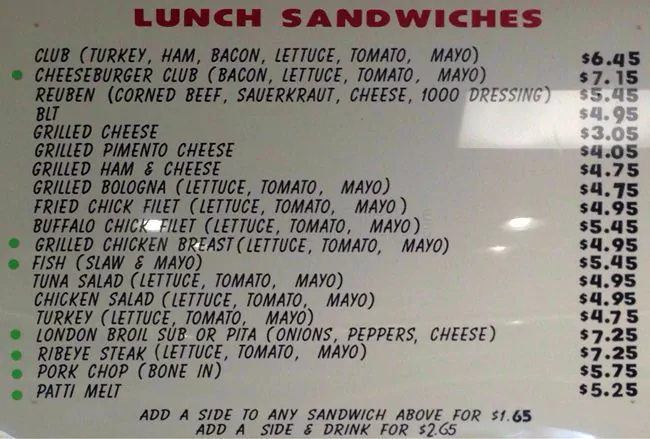 LUNCH SANDWICHES
CLUB (TURKEY, HAM, BACON, LETTUCE, TOMATO, MAYO) $6.45
CHEESEBURGER CLUB (BACON, LETTUCE, TOMATO, MAYO) $7.15
REUBEN (CORNED BEEF, SAUERKRAUT, CHEESE, 1000 DRESSING) $5.45
BLT $4.95
GRILLED CHEESE $3.05
GRILLED PIMENTO CHEESE $4.05
GRILLED HAM & CHEESE $4.75
GRILLED BOLOGNA (LETTUCE, TOMATO, MAYO) $4.75
FRIED CHICK FILET (LETTUCE, TOMATO, MAYO) $4.95
BUFFALO CHICK FILET (LETTUCE, TOMATO, MAYO) $5.45
GRILLED CHICKEN BREAST (LETTUCE, TOMATO, MAYO) $4.95
FISH (SLAW & MAYO) $5.45
TUNA SALAD (LETTUCE, TOMATO, MAYO) $4.95
CHICKEN SALAD (LETTUCE, TOMATO, MAYO) $4.95
TURKEY (LETTUCE, TOMATO, MAYO) $4.75
LONDON BROIL SUB OR PITA (ONIONS, PEPPERS, CHEESE) $7.25
RIBEYE STEAK (LETTUCE, TOMATO, MAYO) $7.25
PORK CHOP (BONE IN) $5.75
PATTI MELT $5.25
ADD A SIDE TO ANY SANDWICH ABOVE FOR $1.65
ADD A SIDE & DRINK FOR $2.65